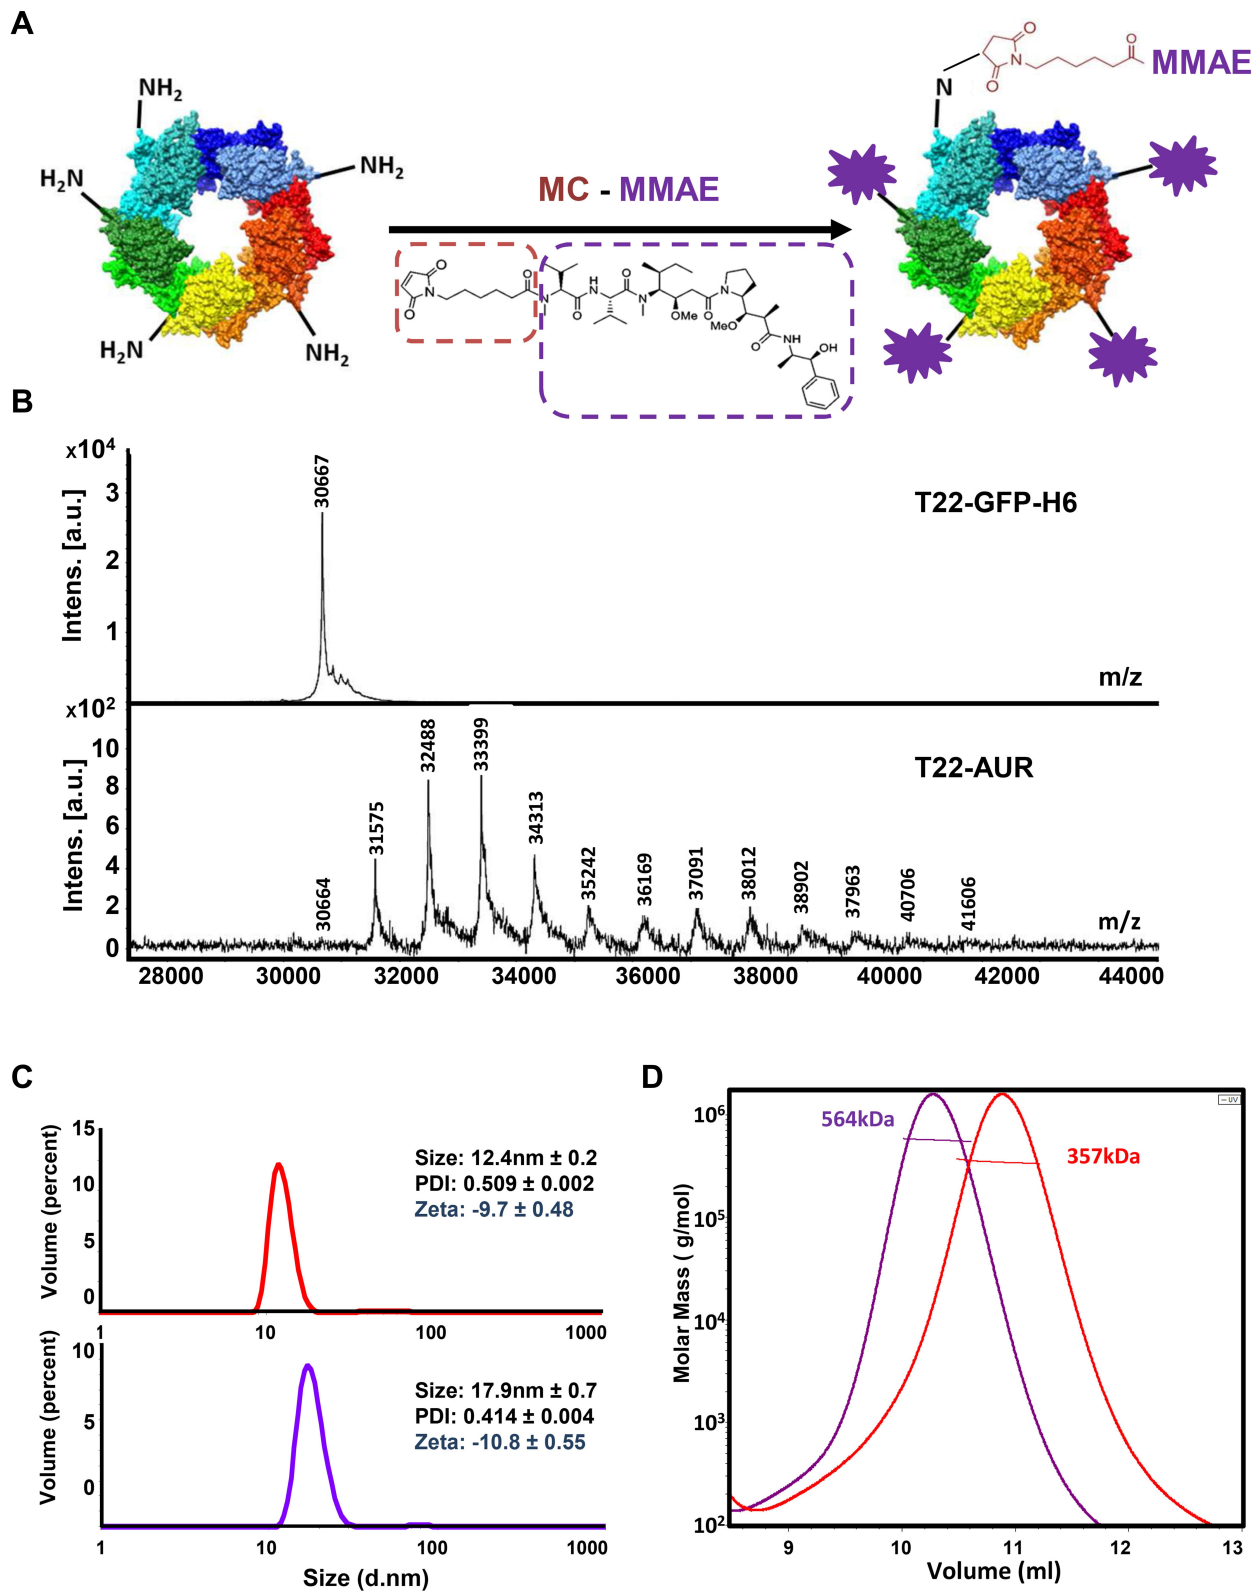 A
NH2
H2N
NH2
H2N
NH2
MC - MMAE
O
N
O
O
N
O
H
N
O
N
OMe
O
N
MeO
O
NH
OH
N
O
N
O
O
MMAE
B
x10^4
3
2
1
Intens. [a.u.]
30667
T22-GFP-H6
m/z
x10^2
10
8
6
4
2
0
Intens. [a.u.]
30664
31575
32488
33399
34313
35242
36169
37091
38012
38902
37963
40706
41606
T22-AUR
m/z
28000 30000 32000 34000 36000 38000 40000 42000 44000
C
Volume (percent)
15
10
5
0
Size: 12.4nm ± 0.2
PDI: 0.509 ± 0.002
Zeta: -9.7 ± 0.48
1 10 100 1000
Volume (percent)
10
5
0
Size: 17.9nm ± 0.7
PDI: 0.414 ± 0.004
Zeta: -10.8 ± 0.55
1 10 100 1000
Size (d.nm)
D
Molar Mass ( g/mol)
10^6
10^5
10^4
10^3
10^2
564kDa
357kDa
UV
9 10 11 12 13
Volume (ml)